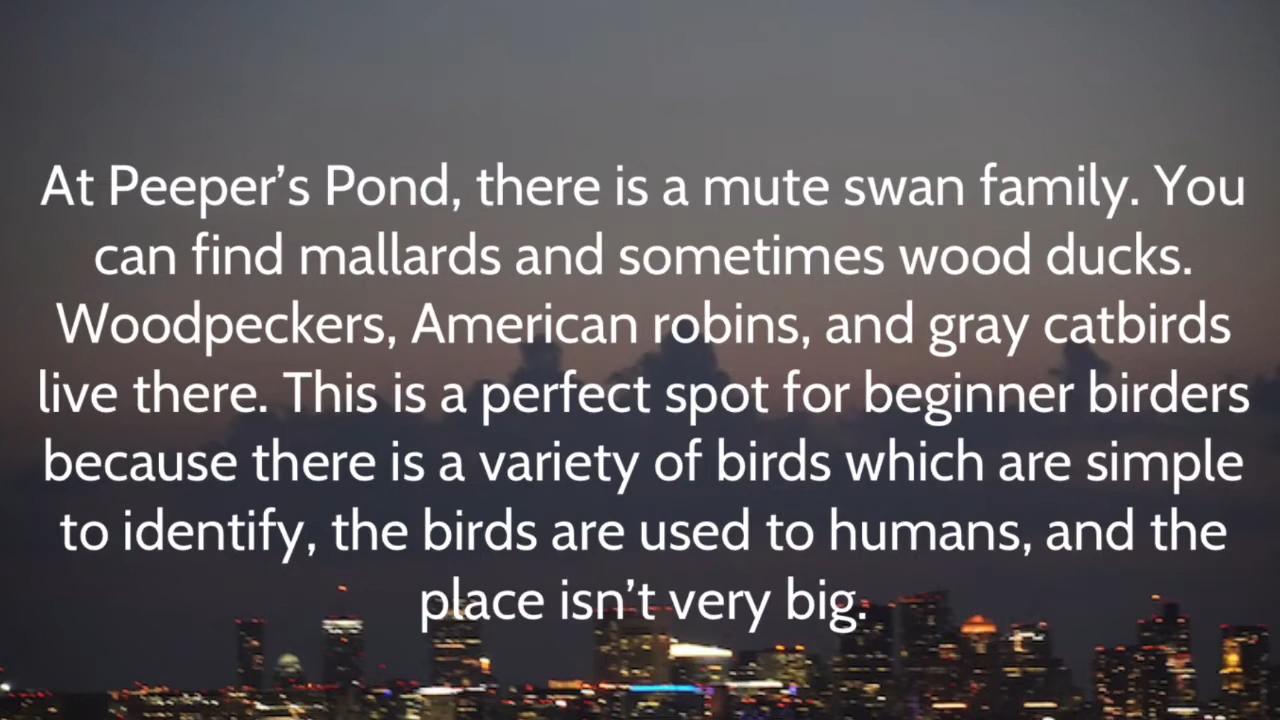 At Peeper’s Pond, there is a mute swan family. You
can find mallards and sometimes wood ducks.
Woodpeckers, American robins, and gray catbirds
live there. This is a perfect spot for beginner birders
because there is a variety of birds which are simple
to identify, the birds are used to humans, and the
place isn’t very big.